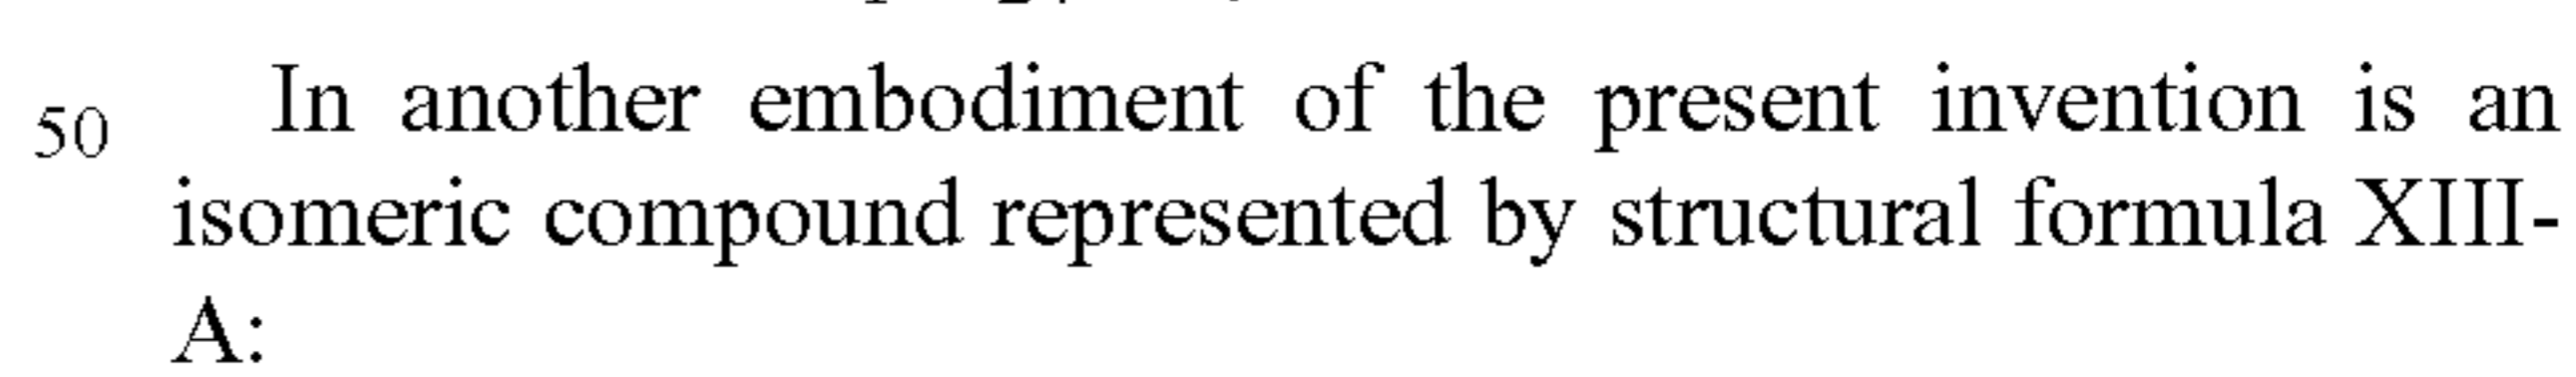 50 In another embodiment of the present invention is an
isomeric compound represented by structural formula XIII-
A: